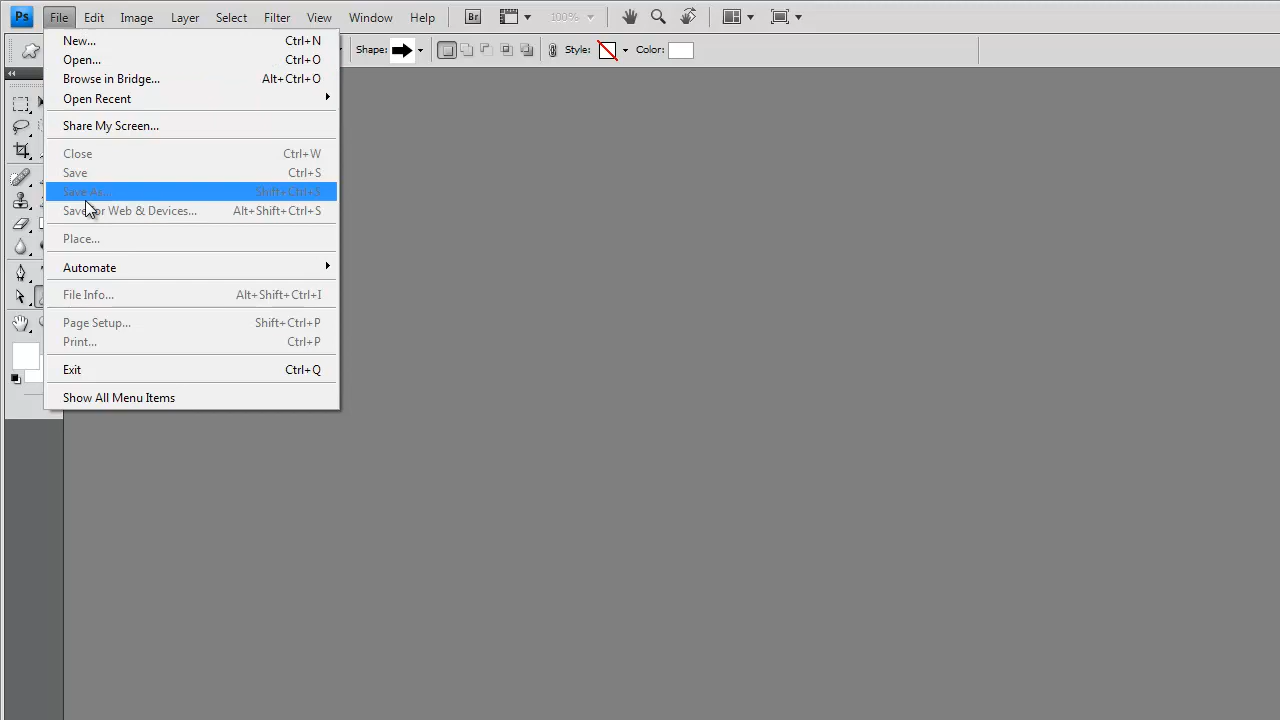 Ps File Edit Image Layer Select Filter View Window Help Br 100%
Shape: Style: Color:
New... Ctrl+N
Open... Ctrl+O
Browse in Bridge... Alt+Ctrl+O
Open Recent
Share My Screen...
Close Ctrl+W
Save Ctrl+S
Save As... Shift+Ctrl+S
Save for Web & Devices... Alt+Shift+Ctrl+S
Place...
Automate
File Info... Alt+Shift+Ctrl+I
Page Setup... Shift+Ctrl+P
Print... Ctrl+P
Exit Ctrl+Q
Show All Menu Items